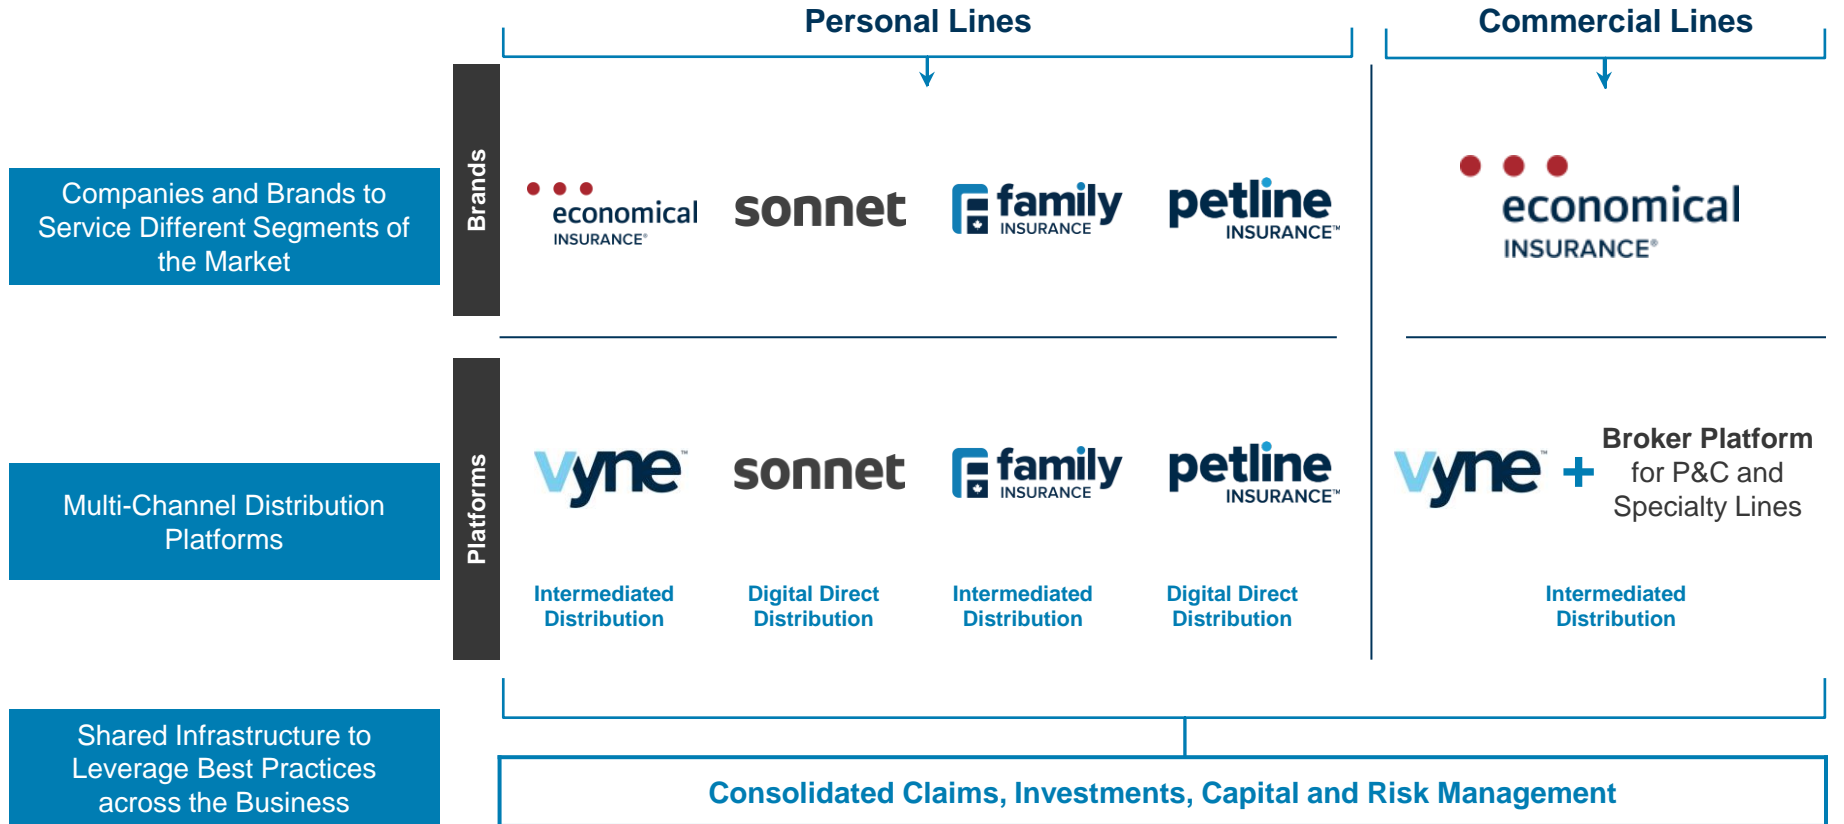 Personal Lines
Commercial Lines
Companies and Brands to
Service Different Segments of
the Market
Brands
economical
INSURANCE®
sonnet
family
INSURANCE
petline
INSURANCE™
economical
INSURANCE®
Multi-Channel Distribution
Platforms
Platforms
vyne™
sonnet
family
INSURANCE
petline
INSURANCE™
vyne™ +
Broker Platform
for P&C and
Specialty Lines
Intermediated
Distribution
Digital Direct
Distribution
Intermediated
Distribution
Digital Direct
Distribution
Intermediated
Distribution
Shared Infrastructure to
Leverage Best Practices
across the Business
Consolidated Claims, Investments, Capital and Risk Management